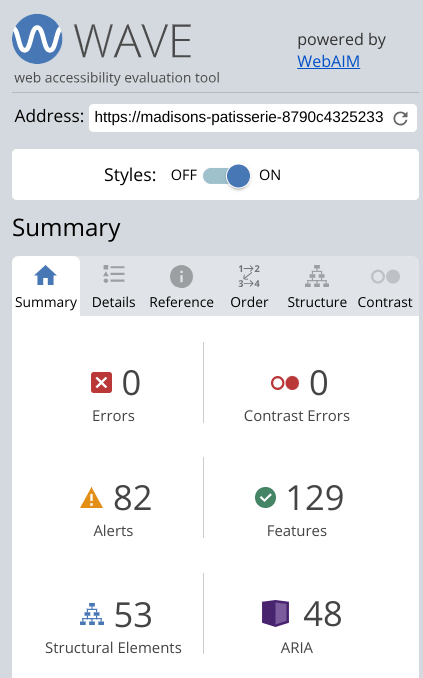 WAVE
powered by
WebAIM
web accessibility evaluation tool
Address: https://madisons-patisserie-8790c4325233
Styles: OFF ON
Summary
1 2
3 4
Summary Details Reference Order Structure Contrast
0 0
Errors Contrast Errors
82 129
Alerts Features
53 48
Structural Elements ARIA